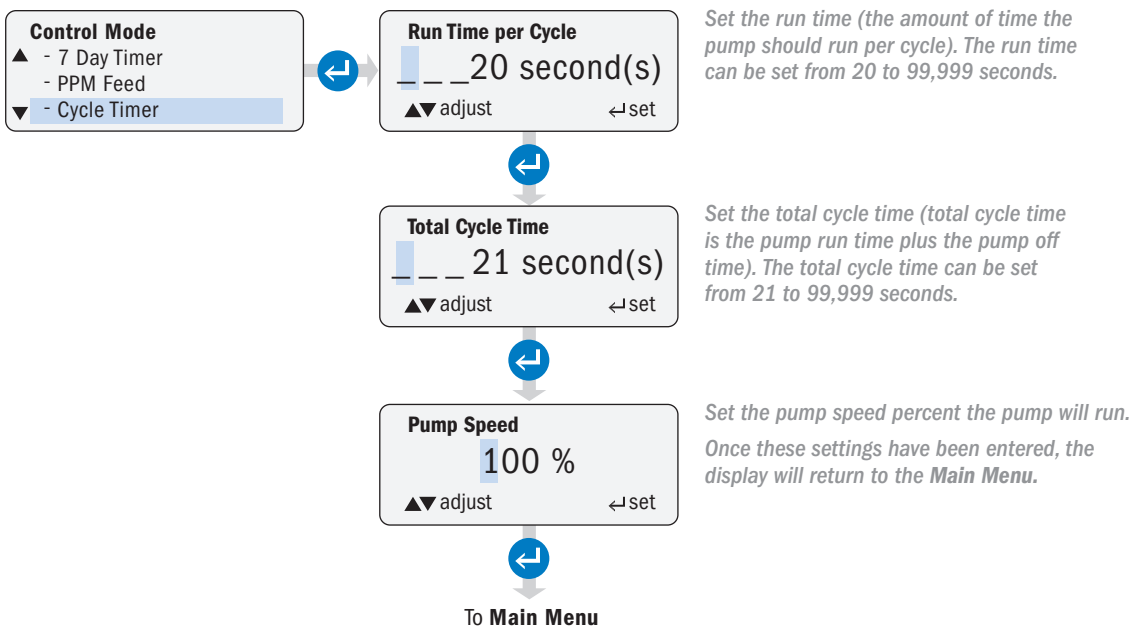 Control Mode
- 7 Day Timer
- PPM Feed
- Cycle Timer
Run Time per Cycle
_ _ _20 second(s)
▲▼ adjust ↵ set
Set the run time (the amount of time the
pump should run per cycle). The run time
can be set from 20 to 99,999 seconds.
Total Cycle Time
_ _ _ 21 second(s)
▲▼ adjust ↵ set
Set the total cycle time (total cycle time
is the pump run time plus the pump off
time). The total cycle time can be set
from 21 to 99,999 seconds.
Pump Speed
100 %
▲▼ adjust ↵ set
Set the pump speed percent the pump will run.
Once these settings have been entered, the
display will return to the Main Menu.
To Main Menu